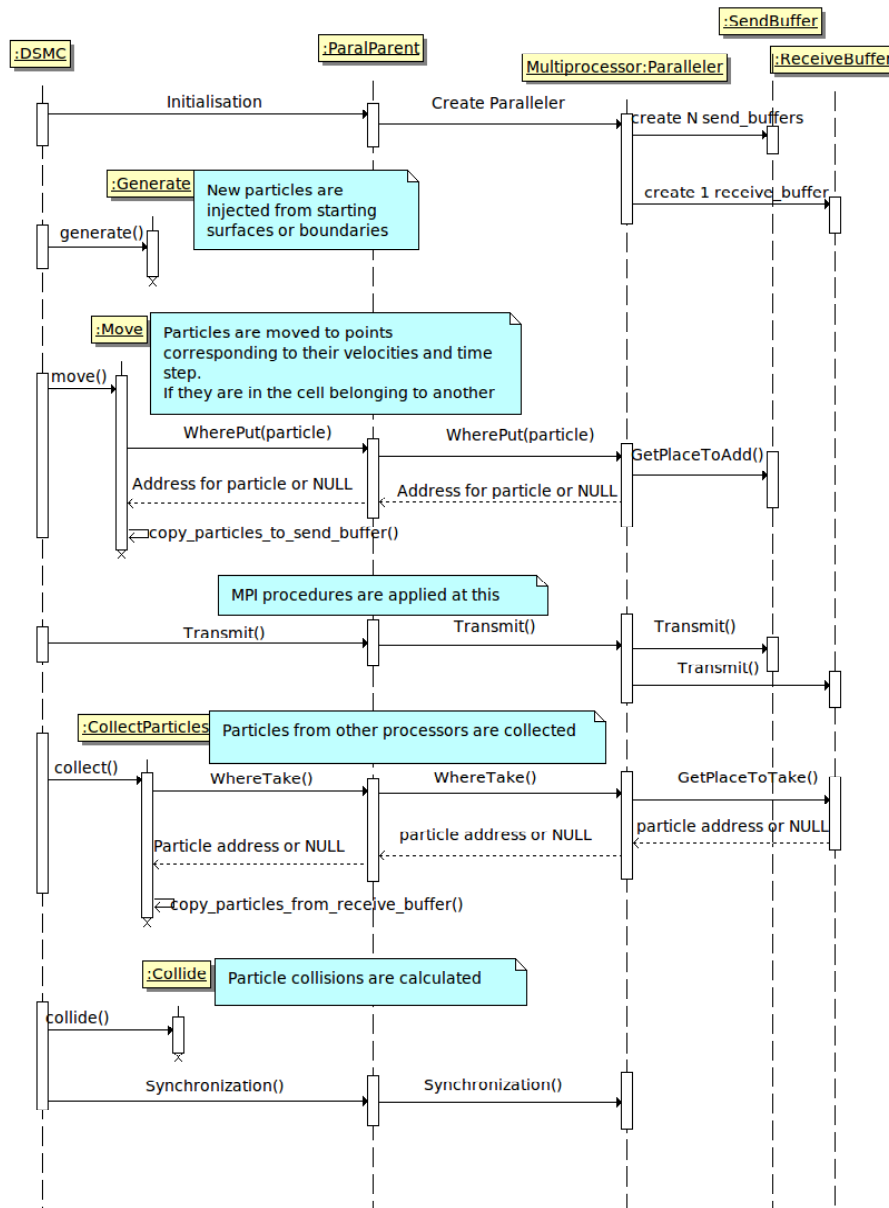 :SendBuffer
:DSMC
:ParalParent
:ReceiveBuffer
Multiprocessor:Paralleler
Initialisation
Create Paralleler
create N send_buffers
:Generate
New particles are
injected from starting
surfaces or boundaries
create 1 receive_buffer
generate()
:Move
Particles are moved to points
corresponding to their velocities and time
step.
If they are in the cell belonging to another
move()
WherePut(particle)
WherePut(particle)
GetPlaceToAdd()
Address for particle or NULL
Address for particle or NULL
copy_particles_to_send_buffer()
MPI procedures are applied at this
Transmit()
Transmit()
Transmit()
Transmit()
:CollectParticles
Particles from other processors are collected
collect()
WhereTake()
WhereTake()
GetPlaceToTake()
Particle address or NULL
particle address or NULL
particle address or NULL
copy_particles_from_receive_buffer()
:Collide
Particle collisions are calculated
collide()
Synchronization()
Synchronization()